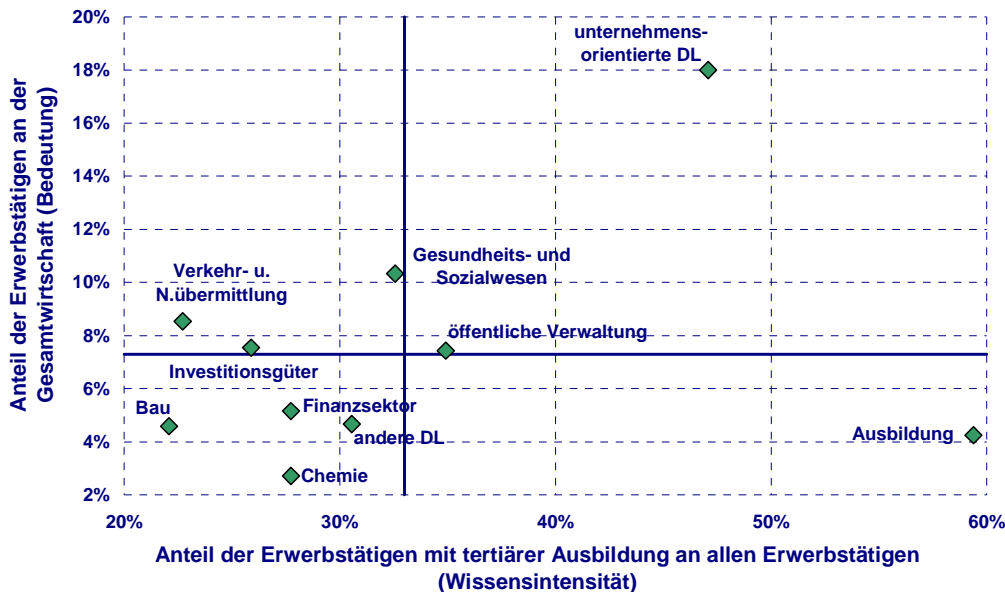 20%
18%
16%
14%
12%
10%
8%
6%
4%
2%
20%
30%
40%
50%
60%
Anteil der Erwerbstätigen an der
Gesamtwirtschaft (Bedeutung)
unternehmens-
orientierte DL
Gesundheits- und
Sozialwesen
Verkehr- u.
N.übermittlung
öffentliche Verwaltung
Investitionsgüter
Bau
Finanzsektor
andere DL
Ausbildung
Chemie
Anteil der Erwerbstätigen mit tertiärer Ausbildung an allen Erwerbstätigen
(Wissensintensität)